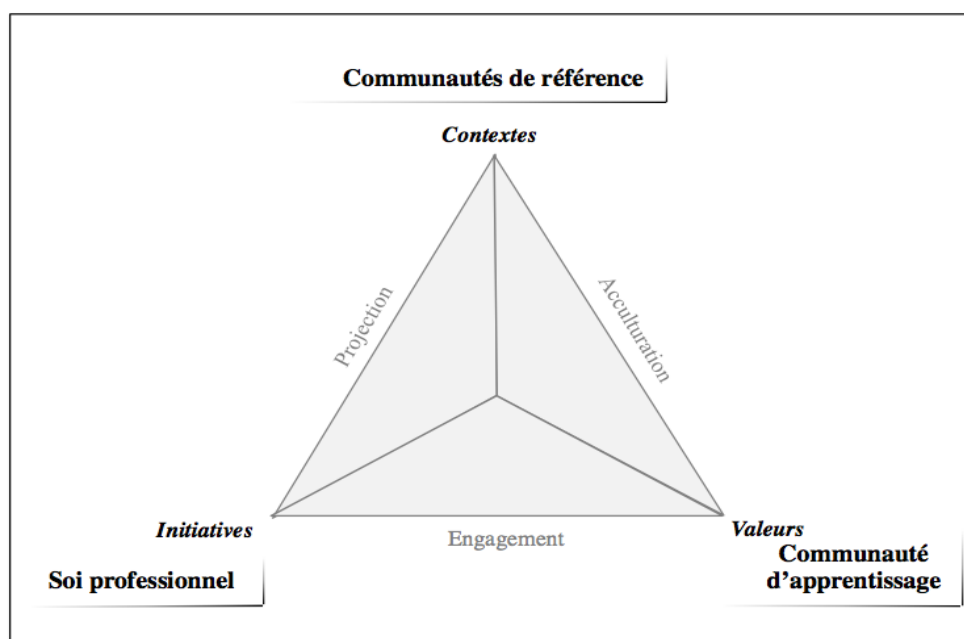 Communautés de référence
Contextes
Projection
Acculturation
Initiatives
Engagement
Valeurs
Soi professionnel
Communauté
d’apprentissage